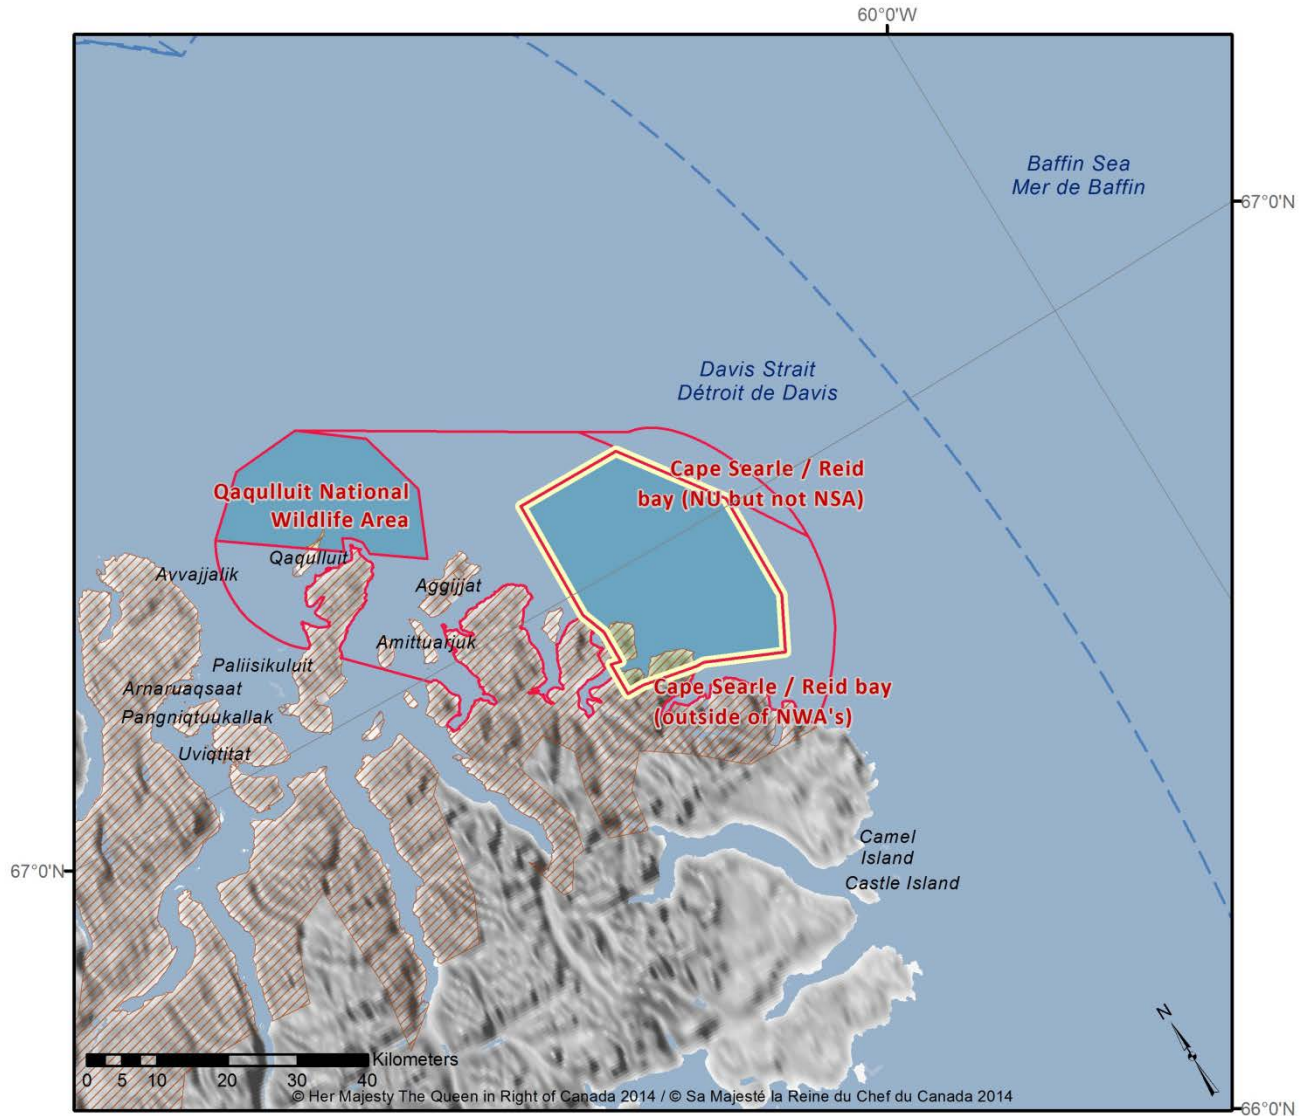 60°0'W
Baffin Sea
Mer de Baffin
67°0'N
Davis Strait
Détroit de Davis
Cape Searle / Reid
bay (NU but not NSA)
Qaqulluit National
Wildlife Area
Qaqulluit
Avvajjalik
Aggijjat
Amittuarjuk
Paliisikuluit
Arnaruaqsaat
Pangniqtuukallak
Cape Searle / Reid bay
(outside of NWA's)
Uviqtitat
Camel
Island
67°0'N
Castle Island
N
Kilometers
0 5 10 20 30 40
© Her Majesty The Queen in Right of Canada 2014 / © Sa Majesté la Reine du Chef du Canada 2014
66°0'N